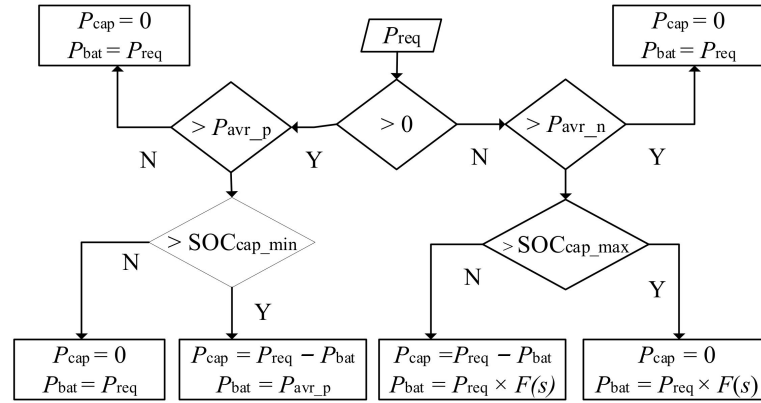 P_cap = 0
P_bat = P_req
P_req
P_cap = 0
P_bat = P_req
> P_avr_p
> 0
> P_avr_n
N
Y
N
Y
> SOC_cap_min
> SOC_cap_max
N
Y
N
Y
P_cap = 0
P_bat = P_req
P_cap = P_req − P_bat
P_bat = P_avr_p
P_cap = P_req − P_bat
P_bat = P_req × F(s)
P_cap = 0
P_bat = P_req × F(s)